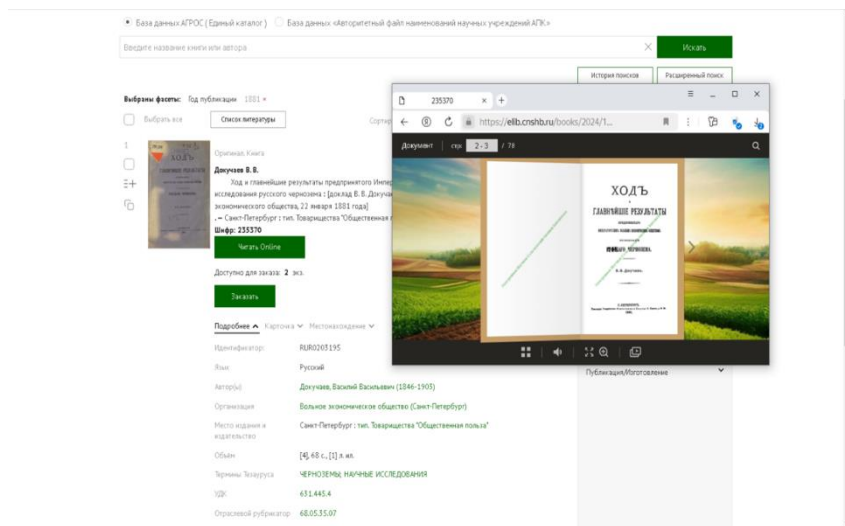 База данных АГРОС ( Единый каталог ) База данных «Авторитетный файл наименований научных учреждений АПК»
Введите название книги или автора
Искать
История поисков
Расширенный поиск
Выбраны фасеты: Год публикации 1881 ×
Выбрать все
Список литературы
Сортир
1
Оригинал. Книга
Докучаев В. В.
Ход и главнейшие результаты предпринятого Импер
исследования русского чернозема : [доклад В. В. Докучаев
экономического общества, 22 января 1881 года]
. – Санкт-Петербург : тип. Товарищества "Общественная п
Шифр: 235370
Читать Online
Доступно для заказа: 2 экз.
Заказать
Подробнее Карточка Местонахождение
Идентификатор: RU\R0203195
Язык Русский
Автор(ы) Докучаев, Василий Васильевич (1846-1903)
Организация Вольное экономическое общество (Санкт-Петербург)
Место издания и издательство Санкт-Петербург : тип. Товарищества "Общественная польза"
Объем [4], 68 с., [1] л. ил.
Термины Тезауруса ЧЕРНОЗЕМЫ; НАУЧНЫЕ ИССЛЕДОВАНИЯ
УДК 631.445.4
Отраслевой рубрикатор 68.05.35.07
235370
https://elib.cnshb.ru/books/2024/1...
Документ стр. 2 - 3 / 78
ХОДЪ
И
ГЛАВНѢЙШІЕ РЕЗУЛЬТАТЫ
В. В. Докучаева.
Публикация/Изготовление